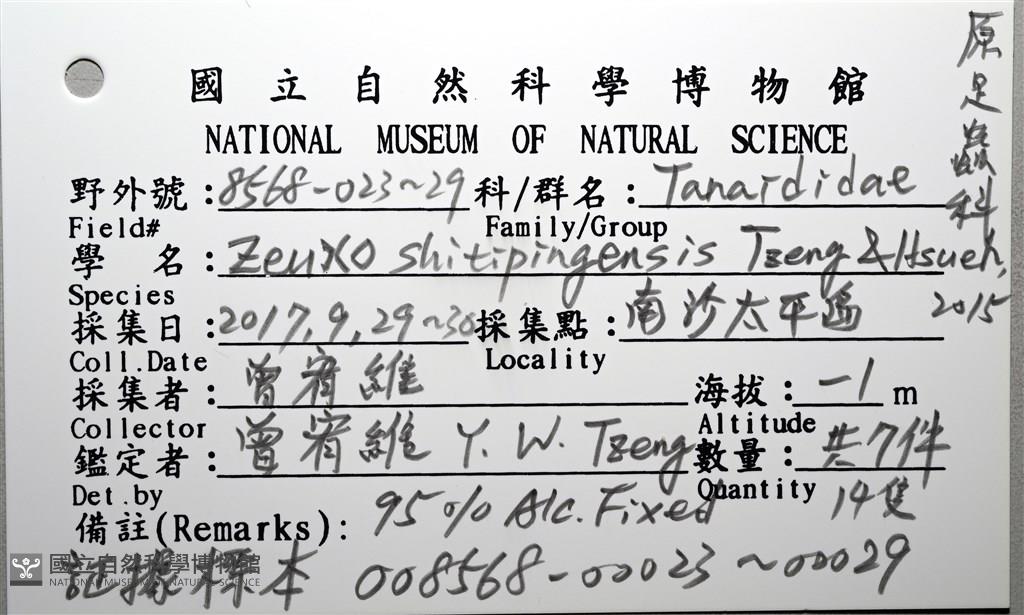 原足蝨科
國立自然科學博物館
NATIONAL MUSEUM OF NATURAL SCIENCE
野外號：8568-023~29 科/群名：Tanaididae
Field# Family/Group
學 名：Zeuxo shitipingensis Tzeng & Hsueh, 2015
Species
採集日：2017,9,29~30 採集點：南沙太平島
Coll.Date Locality
採集者：曾宥維 海拔：-1 m
Collector Altitude
鑑定者：曾宥維 Y. W. Tzeng 數量：共7件
Det.by Quantity 14隻
備註(Remarks)： 95% Alc. Fixed
記錄標本 008568-00023~00029
國立自然科學博物館
NATIONAL MUSEUM OF NATURAL SCIENCE